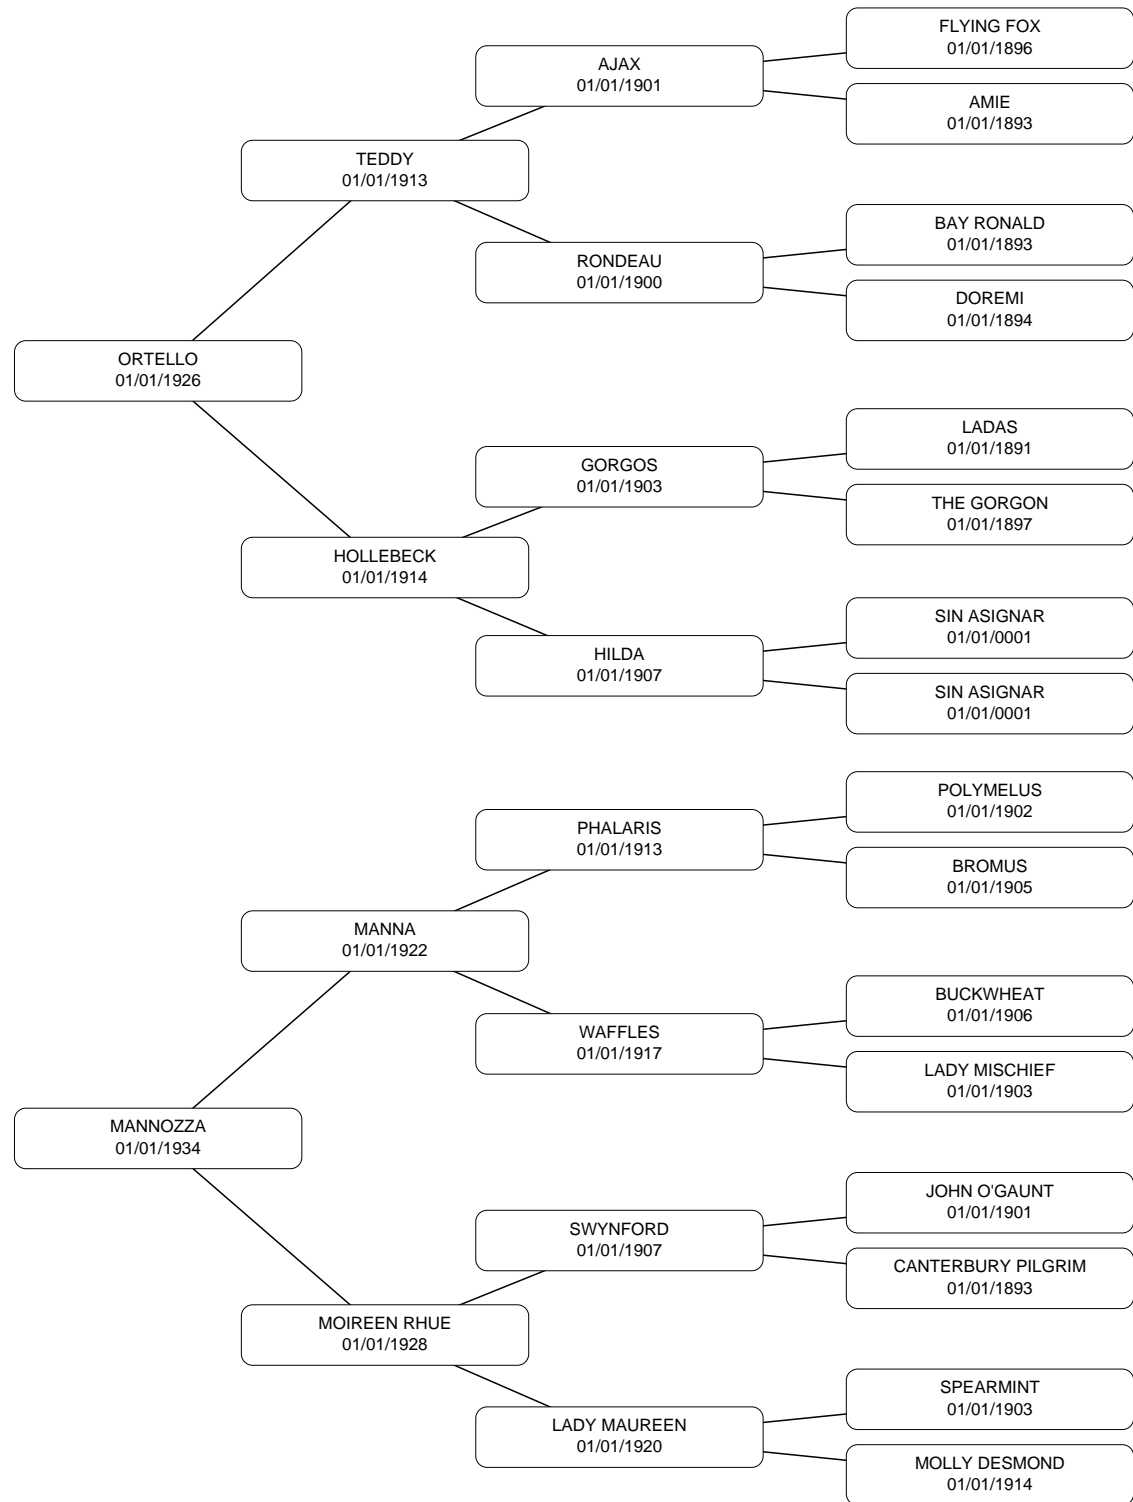 FLYING FOX
01/01/1896
AJAX
01/01/1901
AMIE
01/01/1893
TEDDY
01/01/1913
BAY RONALD
01/01/1893
RONDEAU
01/01/1900
DOREMI
01/01/1894
ORTELLO
01/01/1926
LADAS
01/01/1891
GORGOS
01/01/1903
THE GORGON
01/01/1897
HOLLEBECK
01/01/1914
SIN ASIGNAR
01/01/0001
HILDA
01/01/1907
SIN ASIGNAR
01/01/0001
POLYMELUS
01/01/1902
PHALARIS
01/01/1913
BROMUS
01/01/1905
MANNA
01/01/1922
BUCKWHEAT
01/01/1906
WAFFLES
01/01/1917
LADY MISCHIEF
01/01/1903
MANNOZZA
01/01/1934
JOHN O'GAUNT
01/01/1901
SWYNFORD
01/01/1907
CANTERBURY PILGRIM
01/01/1893
MOIREEN RHUE
01/01/1928
SPEARMINT
01/01/1903
LADY MAUREEN
01/01/1920
MOLLY DESMOND
01/01/1914